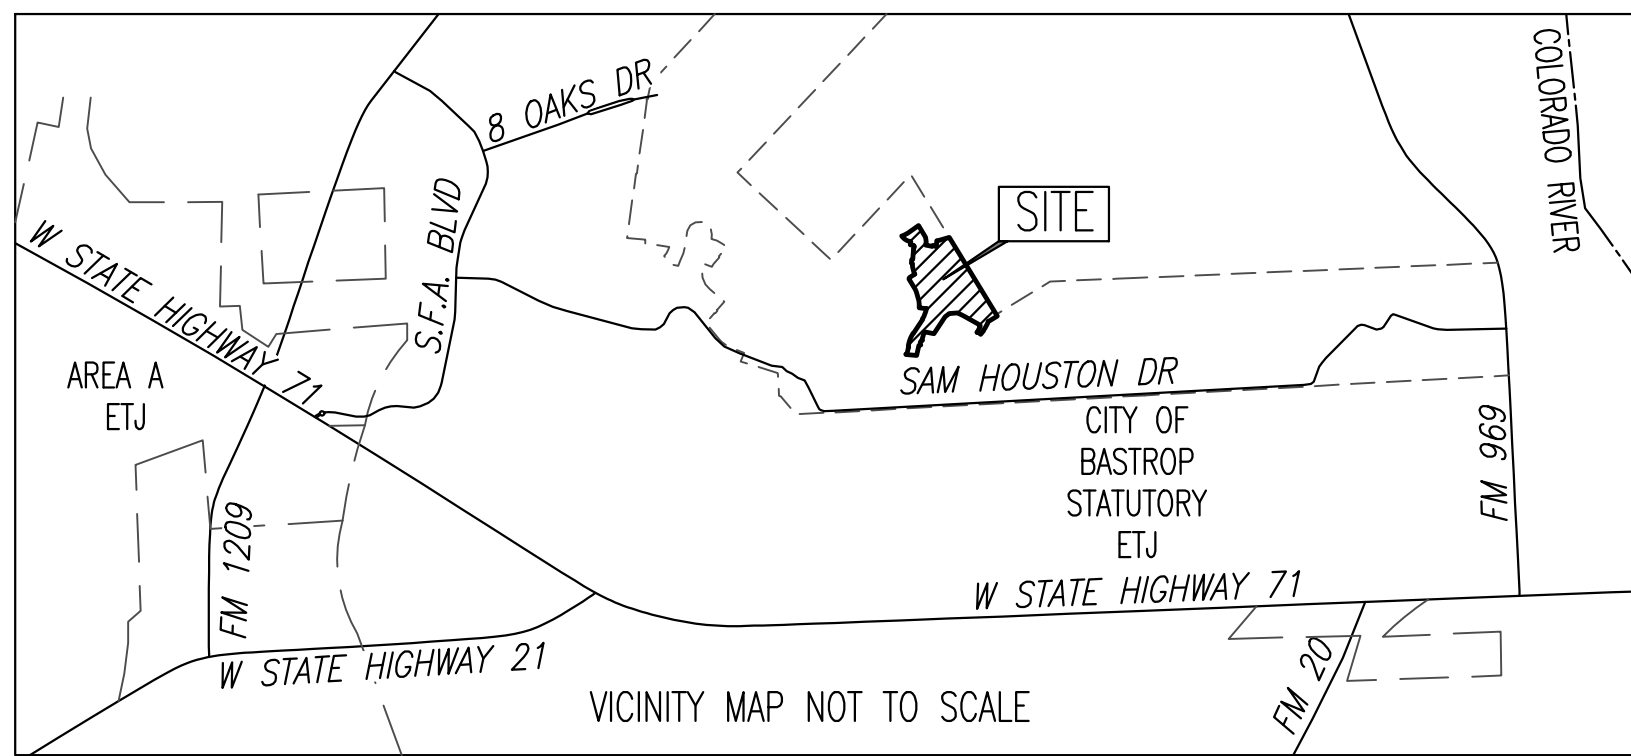 COLORADO RIVER
8 OAKS DR
S.F.A. BLVD
SITE
W STATE HIGHWAY 71
AREA A
ETJ
SAM HOUSTON DR
CITY OF
BASTROP
STATUTORY
ETJ
FM 969
FM 1209
W STATE HIGHWAY 71
W STATE HIGHWAY 21
FM 20
VICINITY MAP NOT TO SCALE